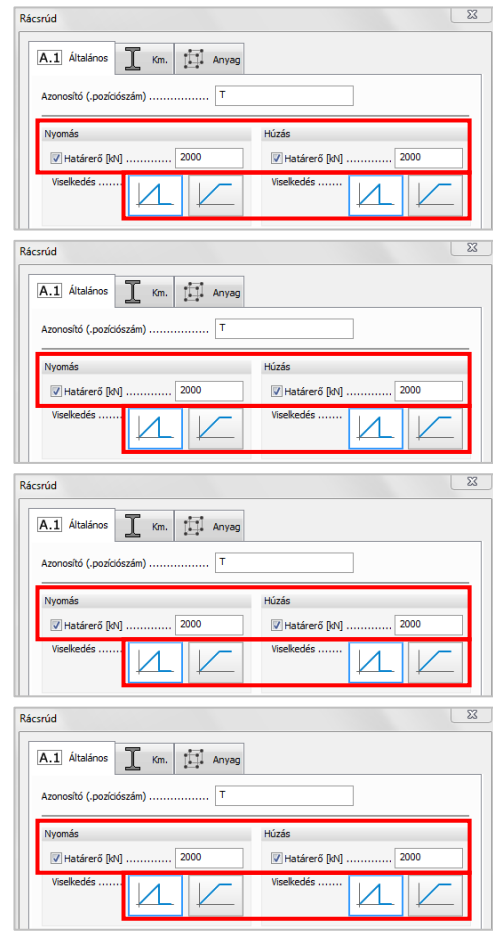 Rácsrúd
A.1 Általános Km. Anyag
Azonosító (.pozíciószám) ................. T
Nyomás Húzás
Határerő [kN] ............. 2000 Határerő [kN] ............. 2000
Viselkedés ....... Viselkedés .......
Rácsrúd
A.1 Általános Km. Anyag
Azonosító (.pozíciószám) ................. T
Nyomás Húzás
Határerő [kN] ............. 2000 Határerő [kN] ............. 2000
Viselkedés ....... Viselkedés .......
Rácsrúd
A.1 Általános Km. Anyag
Azonosító (.pozíciószám) ................. T
Nyomás Húzás
Határerő [kN] ............. 2000 Határerő [kN] ............. 2000
Viselkedés ....... Viselkedés .......
Rácsrúd
A.1 Általános Km. Anyag
Azonosító (.pozíciószám) ................. T
Nyomás Húzás
Határerő [kN] ............. 2000 Határerő [kN] ............. 2000
Viselkedés ....... Viselkedés .......